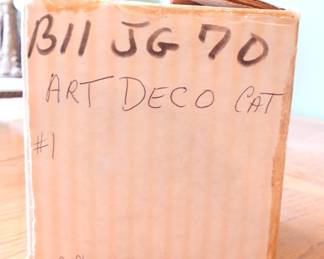 B11 JG 70
ART DECO CAT
#1